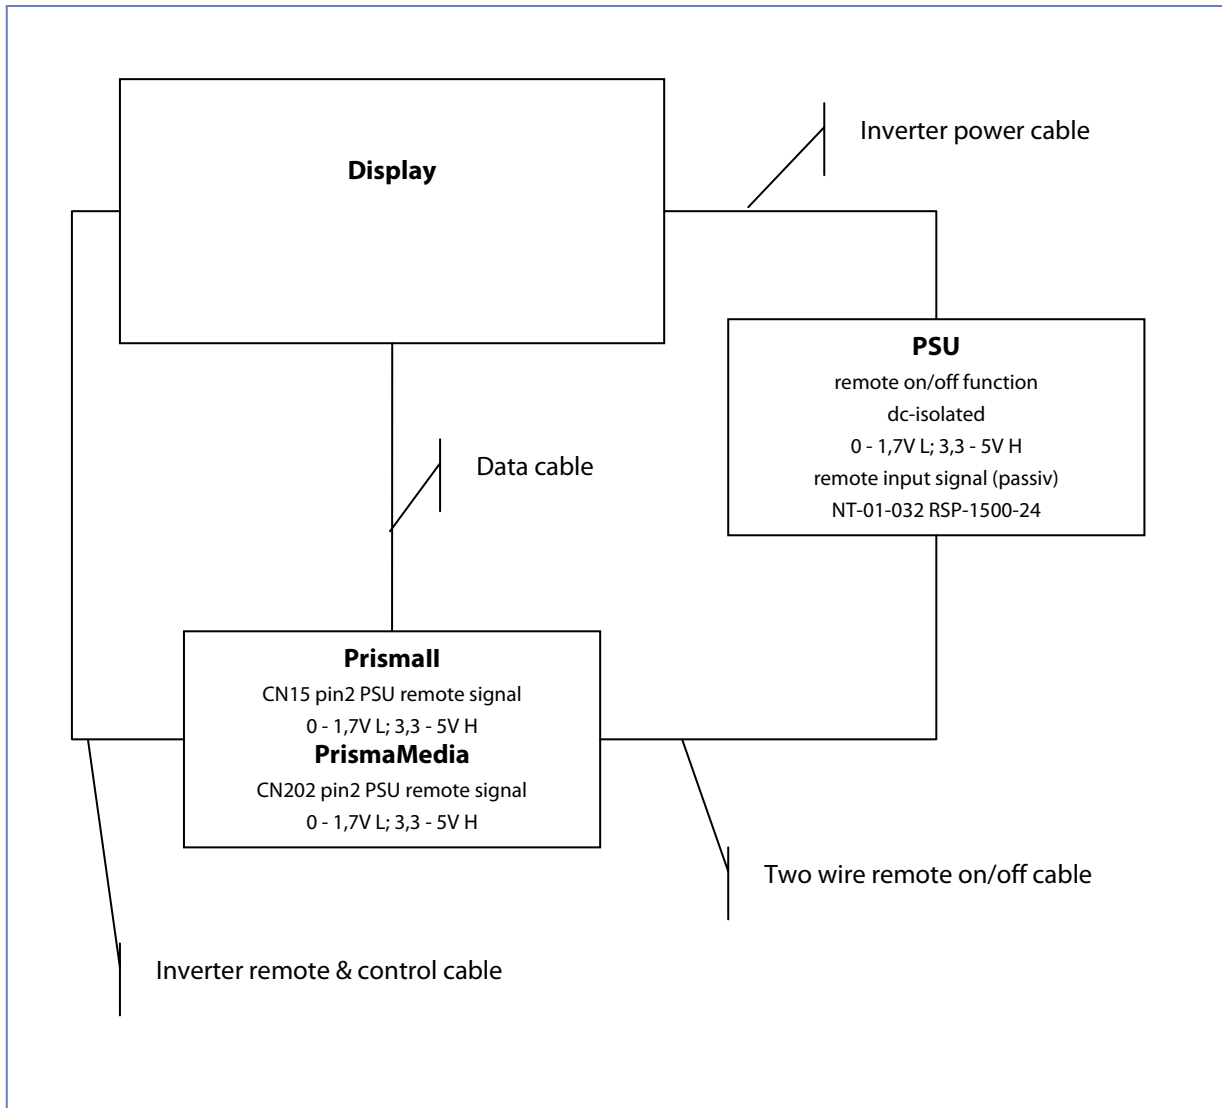 Display
Inverter power cable
PSU
remote on/off function
dc-isolated
0 - 1,7V L; 3,3 - 5V H
remote input signal (passiv)
NT-01-032 RSP-1500-24
Data cable
PrismaII
CN15 pin2 PSU remote signal
0 - 1,7V L; 3,3 - 5V H
PrismaMedia
CN202 pin2 PSU remote signal
0 - 1,7V L; 3,3 - 5V H
Two wire remote on/off cable
Inverter remote & control cable